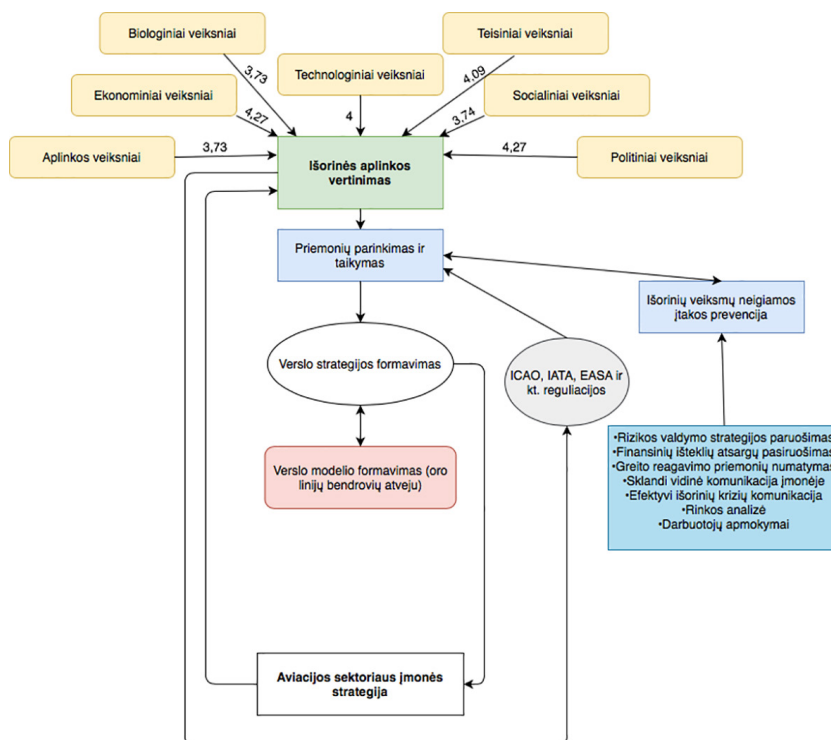 Biologiniai veiksniai
Teisiniai veiksniai
Technologiniai veiksniai
Ekonominiai veiksniai
Socialiniai veiksniai
Aplinkos veiksniai
Politiniai veiksniai
3,73
4,09
4
4,27
3,74
3,73
4,27
Išorinės aplinkos
vertinimas
Priemonių parinkimas ir
taikymas
Išorinių veiksmų neigiamos
įtakos prevencija
Verslo strategijos formavimas
ICAO, IATA, EASA ir
kt. reguliacijos
Verslo modelio formavimas (oro
linijų bendrovių atveju)
•Rizikos valdymo strategijos paruošimas
•Finansinių išteklių atsargų pasiruošimas
•Greito reagavimo priemonių numatymas
•Sklandi vidinė komunikacija įmonėje
•Efektyvi išorinių krizių komunikacija
•Rinkos analizė
•Darbuotojų apmokymai
Aviacijos sektoriaus įmonės
strategija